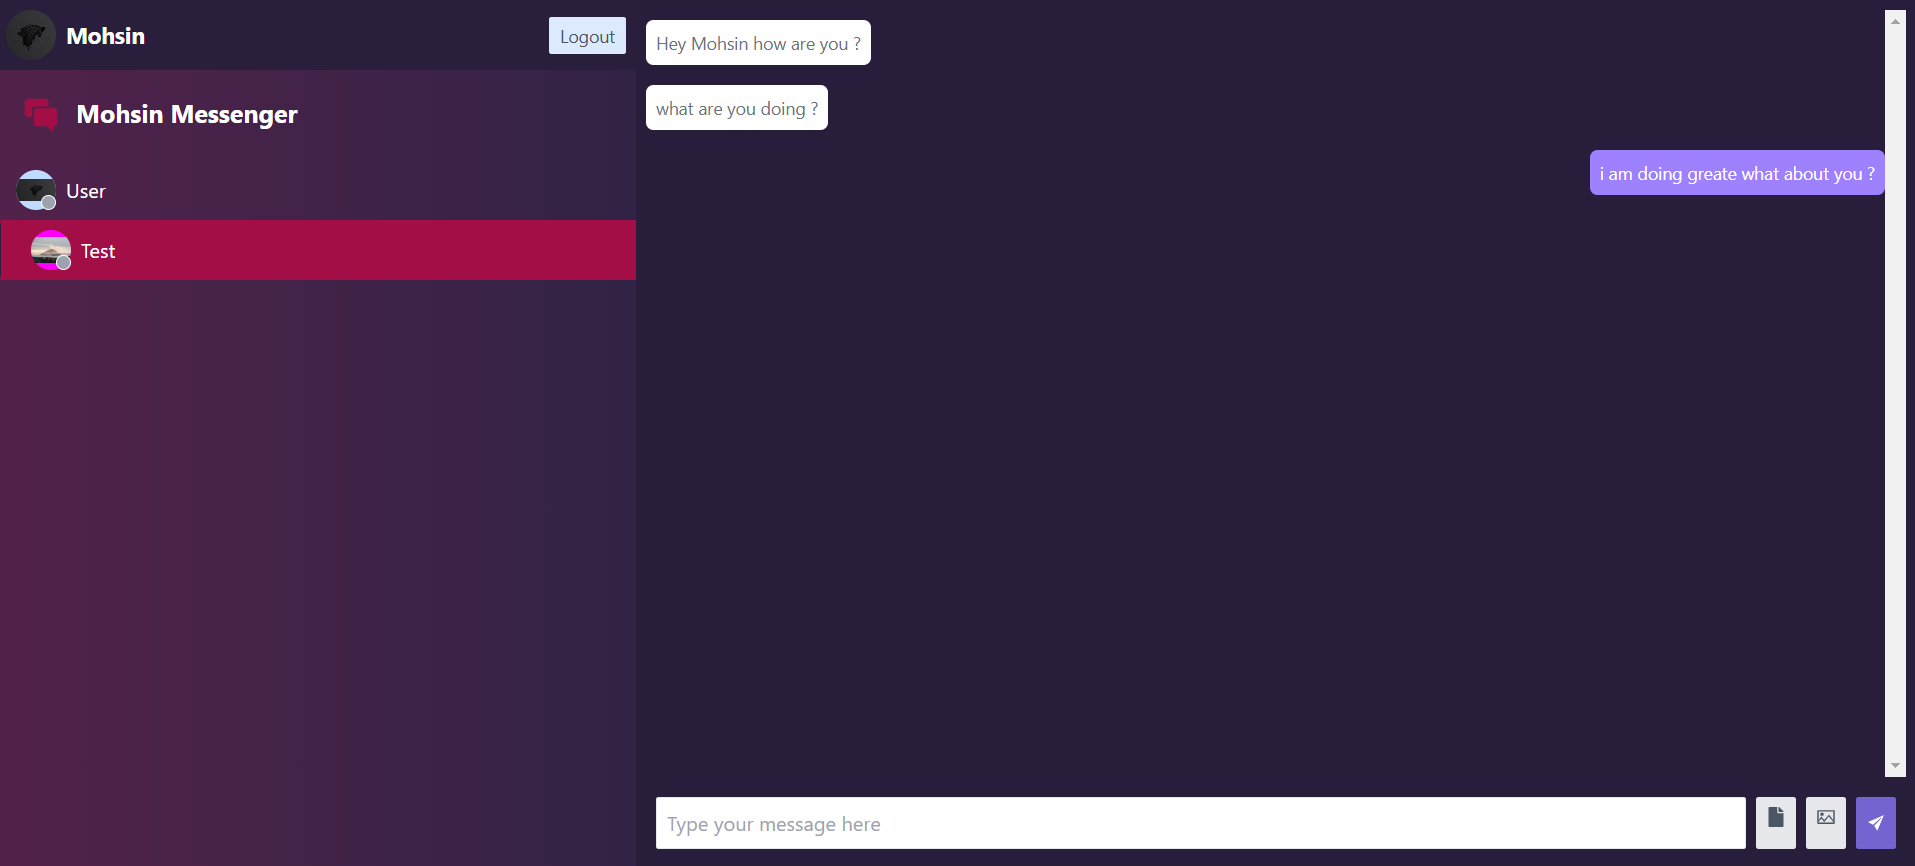 Mohsin
Logout
Mohsin Messenger
User
Test
Hey Mohsin how are you ?
what are you doing ?
i am doing greate what about you ?
Type your message here